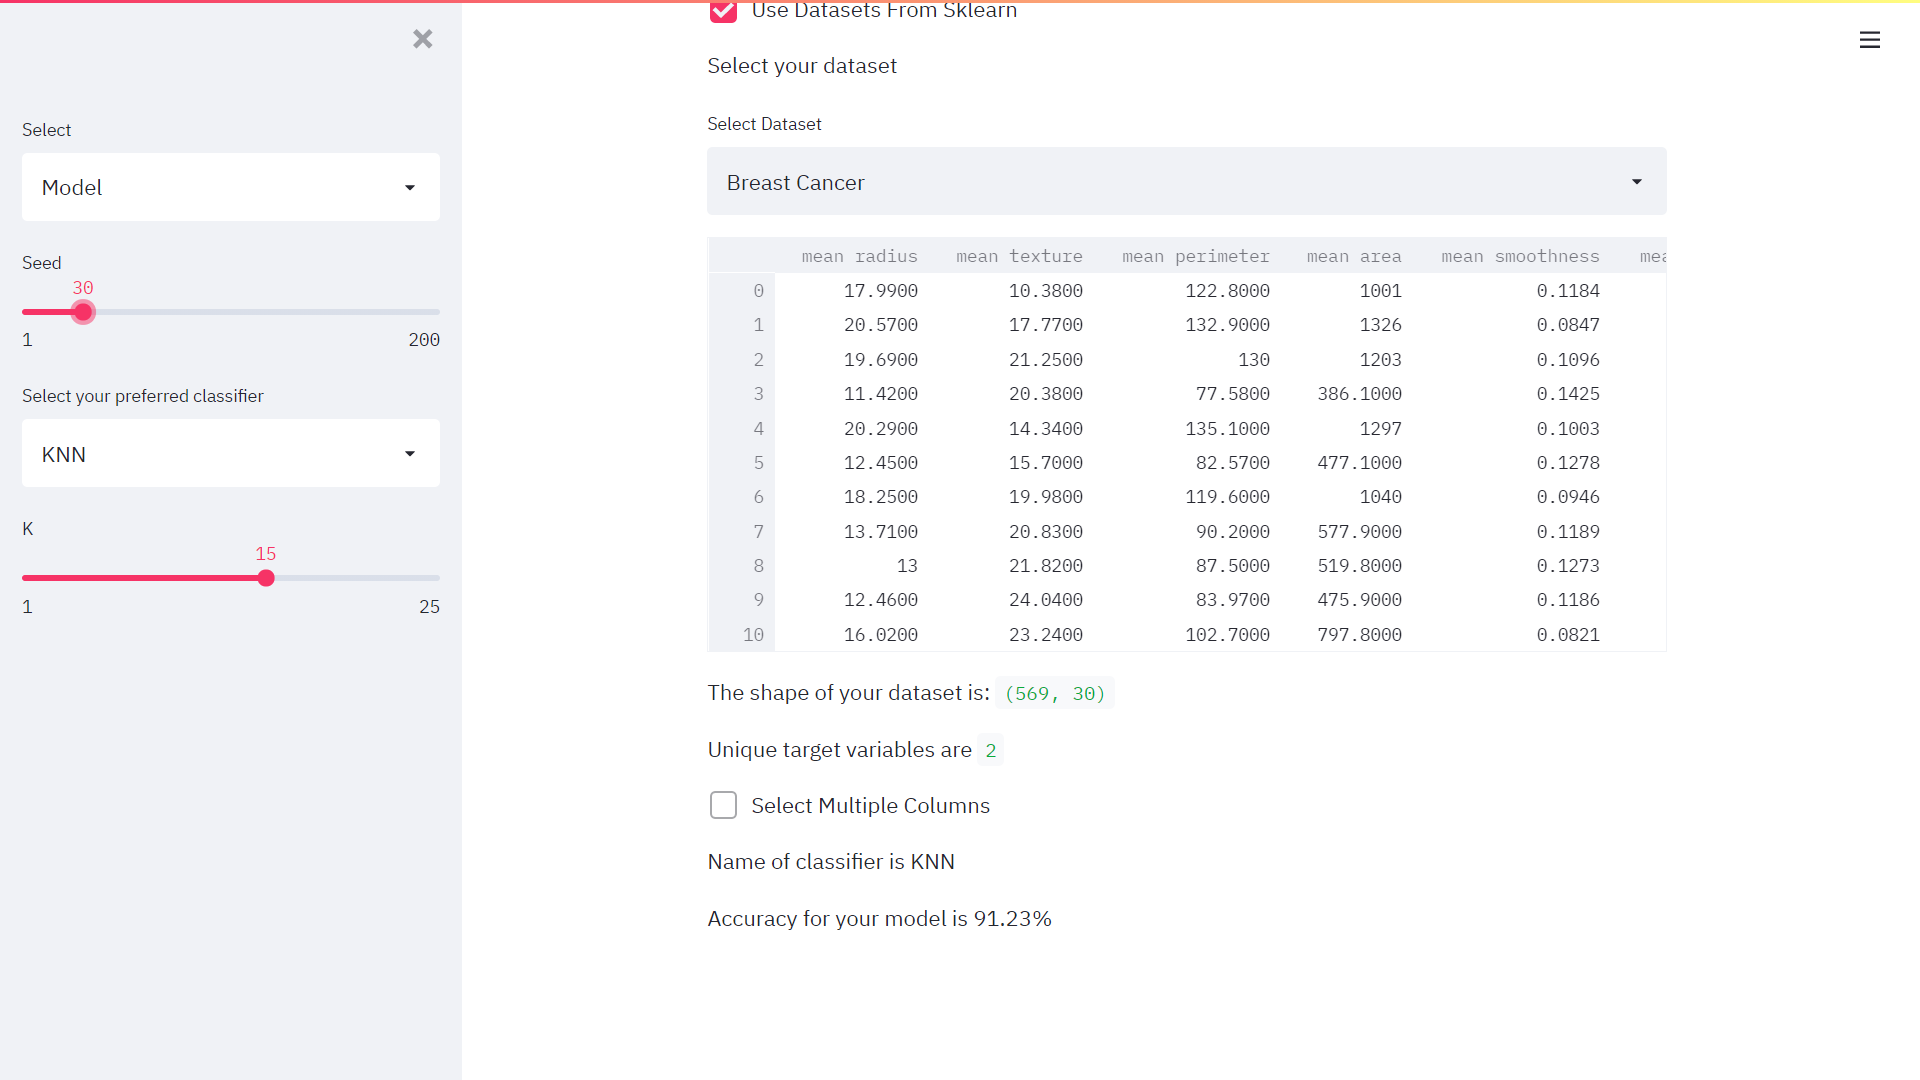 Select
Model
Seed
30
1 200
Select your preferred classifier
KNN
K
15
1 25
Use Datasets From Sklearn
Select your dataset
Select Dataset
Breast Cancer
mean radius mean texture mean perimeter mean area mean smoothness mea
0 17.9900 10.3800 122.8000 1001 0.1184
1 20.5700 17.7700 132.9000 1326 0.0847
2 19.6900 21.2500 130 1203 0.1096
3 11.4200 20.3800 77.5800 386.1000 0.1425
4 20.2900 14.3400 135.1000 1297 0.1003
5 12.4500 15.7000 82.5700 477.1000 0.1278
6 18.2500 19.9800 119.6000 1040 0.0946
7 13.7100 20.8300 90.2000 577.9000 0.1189
8 13 21.8200 87.5000 519.8000 0.1273
9 12.4600 24.0400 83.9700 475.9000 0.1186
10 16.0200 23.2400 102.7000 797.8000 0.0821
The shape of your dataset is: (569, 30)
Unique target variables are 2
Select Multiple Columns
Name of classifier is KNN
Accuracy for your model is 91.23%